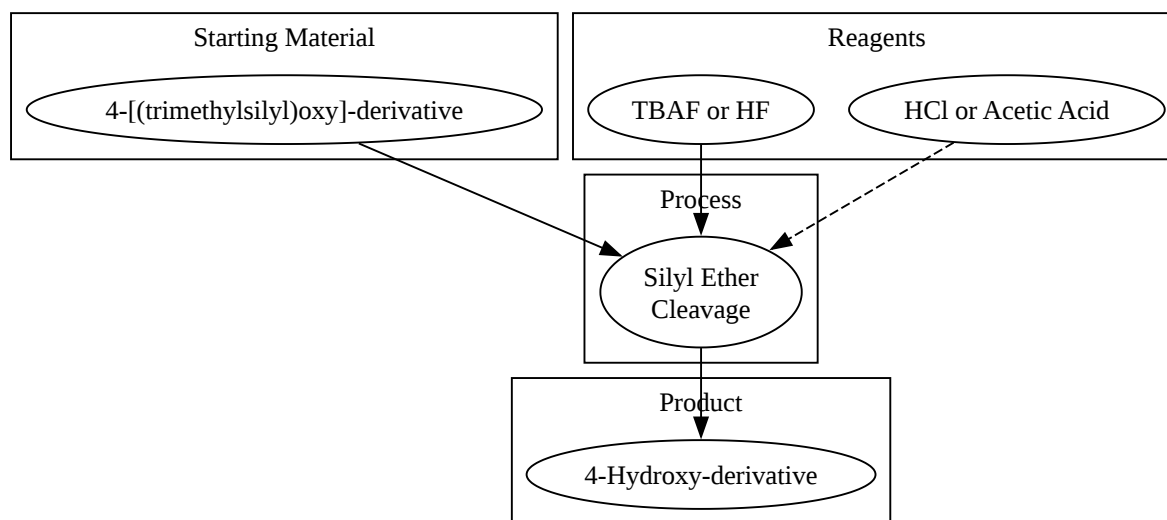 Starting Material
Reagents
4-[(trimethylsilyl)oxy]-derivative
TBAF or HF
HCl or Acetic Acid
Process
Silyl Ether
Cleavage
Product
4-Hydroxy-derivative